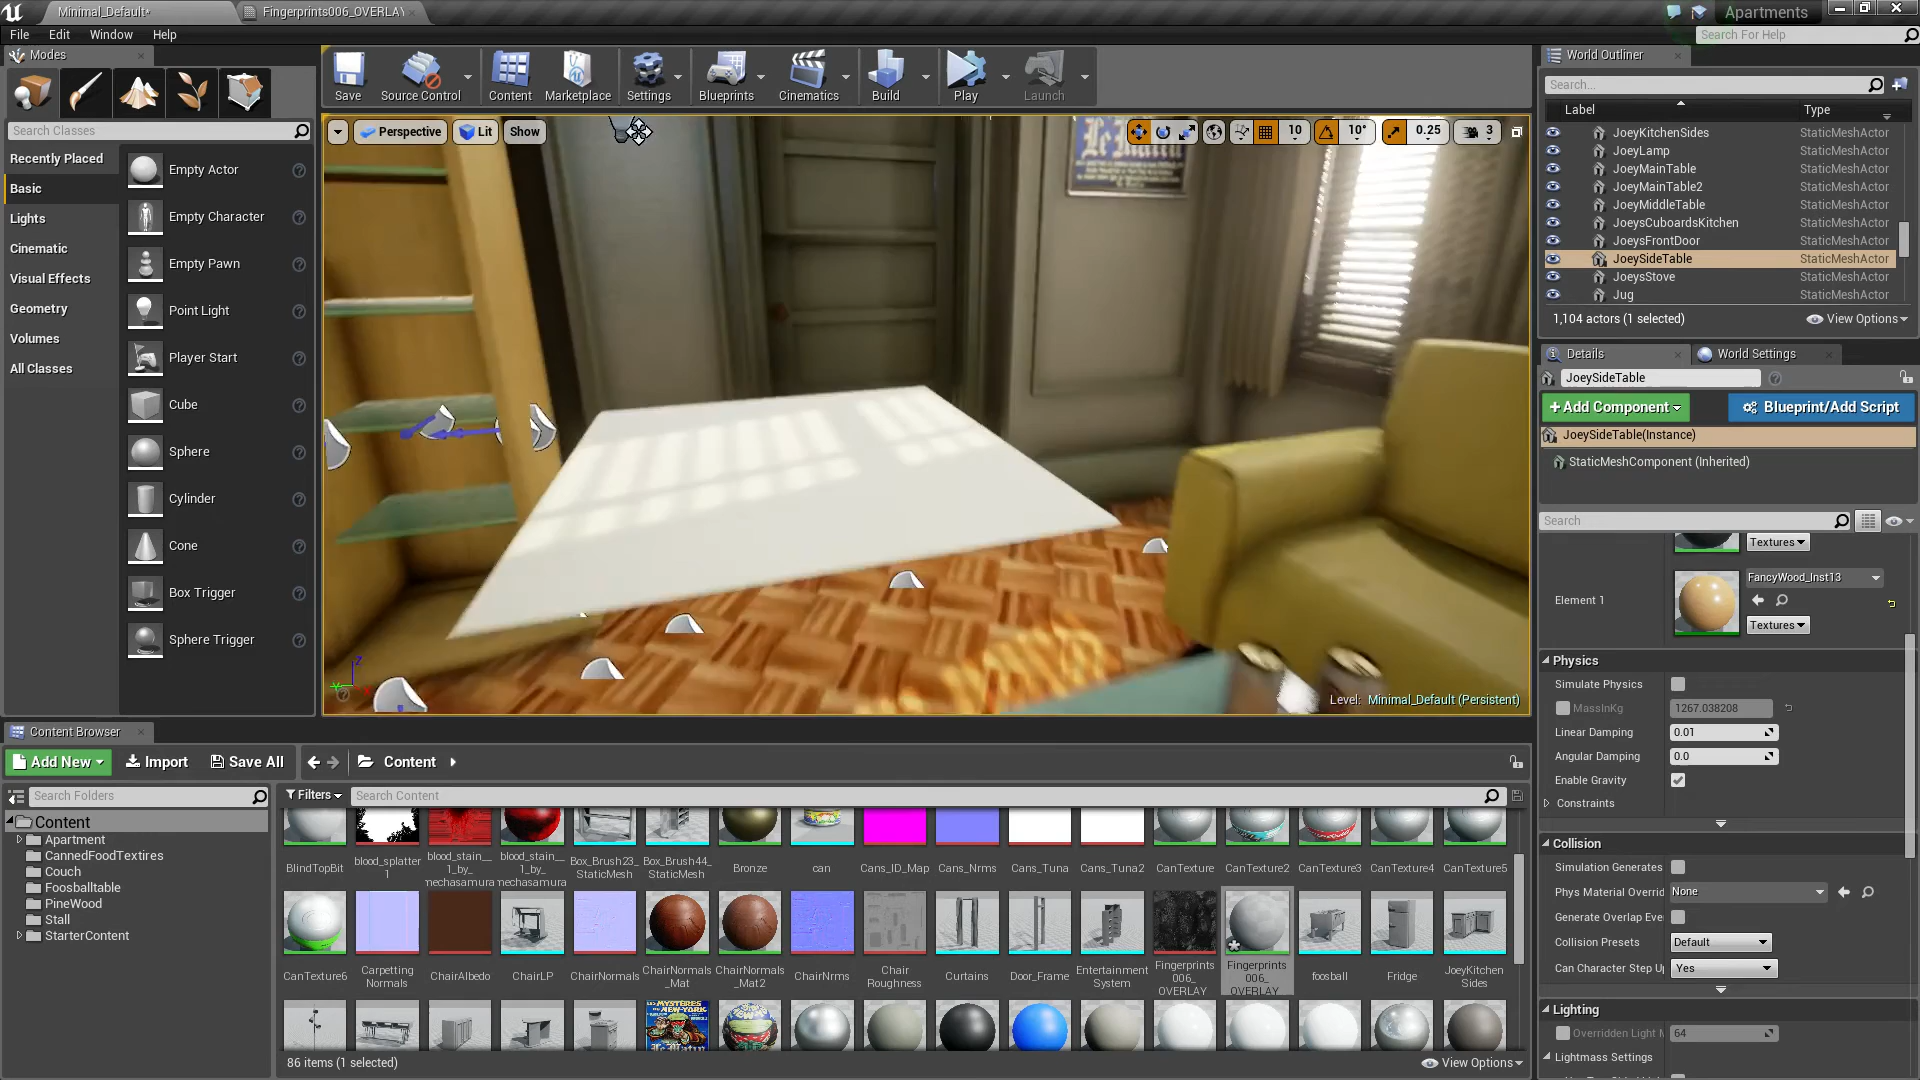 Minimal_Default*
Fingerprints006_OVERLAY
Apartments
File Edit Window Help
Search For Help
Modes
Search Classes
Recently Placed
Basic
Lights
Cinematic
Visual Effects
Geometry
Volumes
All Classes
Empty Actor
Empty Character
Empty Pawn
Point Light
Player Start
Cube
Sphere
Cylinder
Cone
Box Trigger
Sphere Trigger
Save
Source Control
Content
Marketplace
Settings
Blueprints
Cinematics
Build
Play
Launch
Perspective
Lit
Show
10
10°
0.25
3
Level: Minimal_Default (Persistent)
World Outliner
Search...
Label Type
JoeyKitchenSides StaticMeshActor
JoeyLamp StaticMeshActor
JoeyMainTable StaticMeshActor
JoeyMainTable2 StaticMeshActor
JoeyMiddleTable StaticMeshActor
JoeysCuboardsKitchen StaticMeshActor
JoeysFrontDoor StaticMeshActor
JoeySideTable StaticMeshActor
JoeysStove StaticMeshActor
Jug StaticMeshActor
1,104 actors (1 selected)
View Options
Details
World Settings
JoeySideTable
+Add Component
Blueprint/Add Script
JoeySideTable(Instance)
StaticMeshComponent (Inherited)
Search
Textures
Element 1
FancyWood_Inst13
Textures
Physics
Simulate Physics
MassInKg 1267.038208
Linear Damping 0.01
Angular Damping 0.0
Enable Gravity
Constraints
Collision
Simulation Generates
Phys Material Overrid None
Generate Overlap Eve
Collision Presets Default
Can Character Step U Yes
Lighting
Overridden Light M 64
Lightmass Settings
Content Browser
Add New
Import
Save All
Content
Search Folders
Filters
Search Content
Content
Apartment
CannedFoodTextires
Couch
Foosballtable
PineWood
Stall
StarterContent
BlindTopBit
blood_splatter
1
blood_stain__
1_by_
mechasamura
blood_stain__
1_by_
mechasamura
Box_Brush23_
StaticMesh
Box_Brush44_
StaticMesh
Bronze
can
Cans_ID_Map
Cans_Nrms
Cans_Tuna
Cans_Tuna2
CanTexture
CanTexture2
CanTexture3
CanTexture4
CanTexture5
CanTexture6
Carpetting
Normals
ChairAlbedo
ChairLP
ChairNormals
ChairNormals
_Mat
ChairNormals
_Mat2
ChairNrms
Chair
Roughness
Curtains
Door_Frame
Entertainment
System
Fingerprints
006_
OVERLAY
Fingerprints
006_
OVERLAY
foosball
Fridge
JoeyKitchen
Sides
86 items (1 selected)
View Options